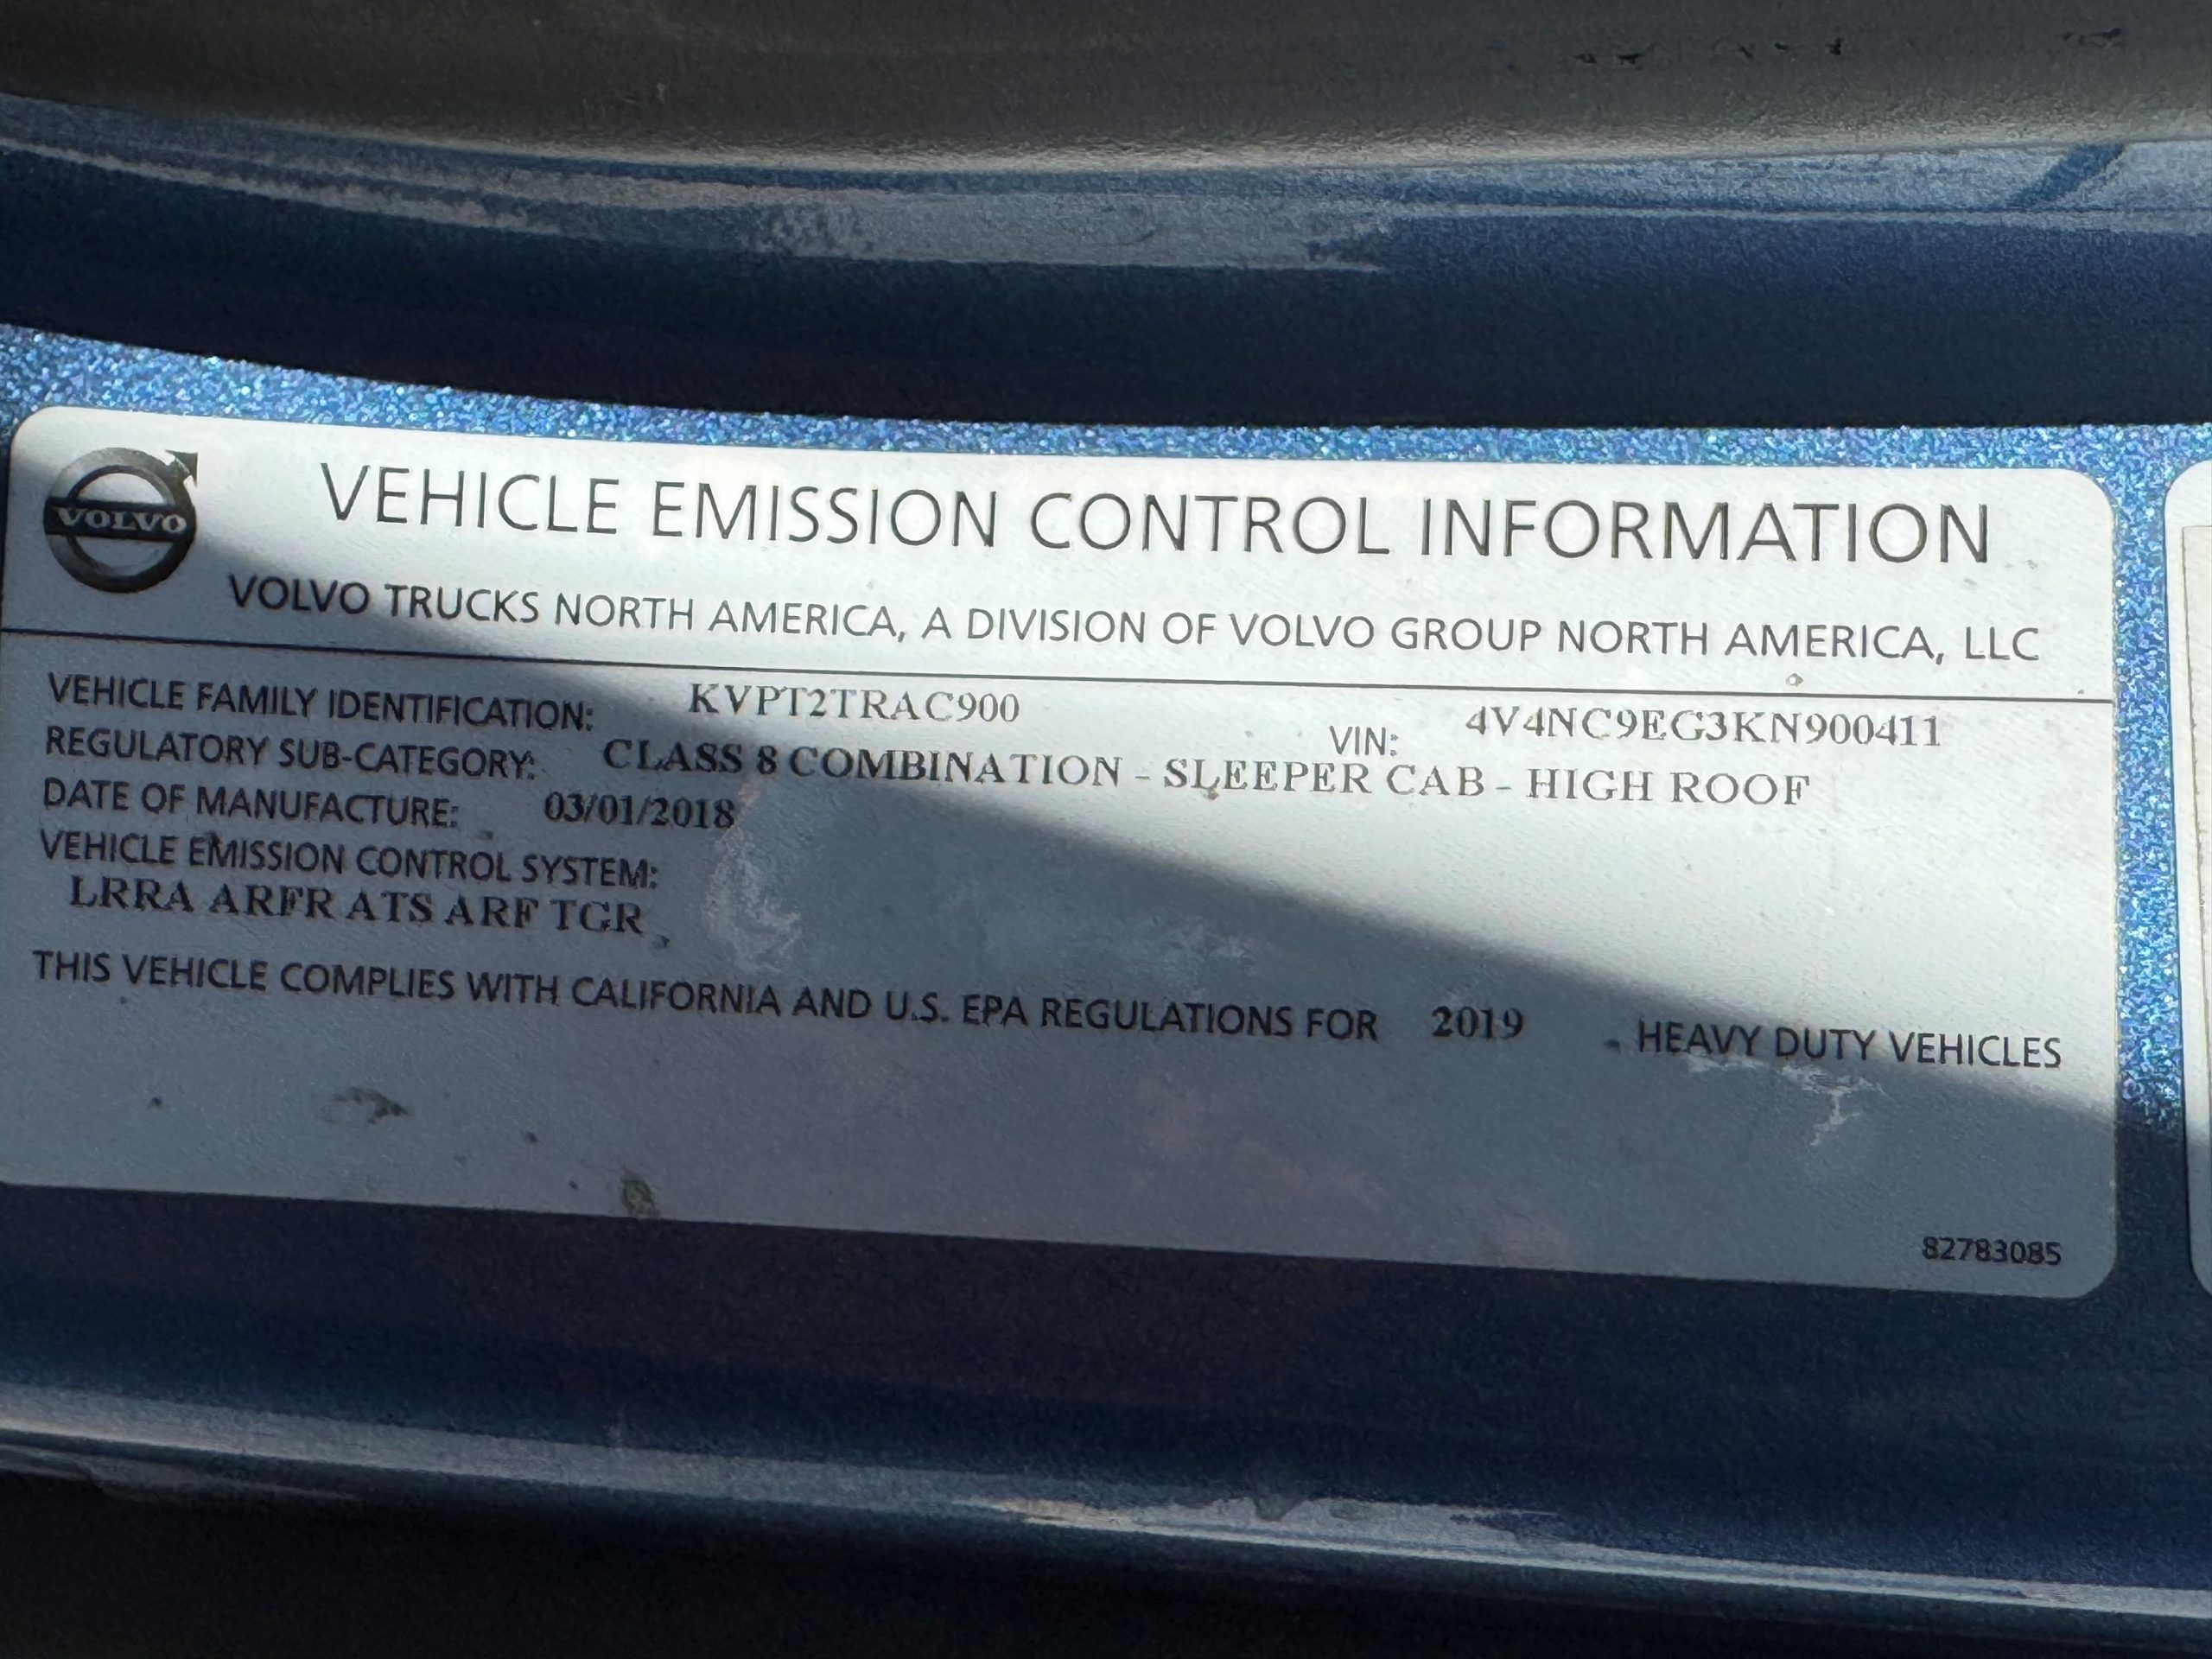 VOLVO
VEHICLE EMISSION CONTROL INFORMATION
VOLVO TRUCKS NORTH AMERICA, A DIVISION OF VOLVO GROUP NORTH AMERICA, LLC
VEHICLE FAMILY IDENTIFICATION: KVPT2TRAC900 VIN: 4V4NC9EG3KN900411
REGULATORY SUB-CATEGORY: CLASS 8 COMBINATION - SLEEPER CAB - HIGH ROOF
DATE OF MANUFACTURE: 03/01/2018
VEHICLE EMISSION CONTROL SYSTEM:
LRRA ARFR ATS ARF TGR
THIS VEHICLE COMPLIES WITH CALIFORNIA AND U.S. EPA REGULATIONS FOR 2019 HEAVY DUTY VEHICLES
82783085